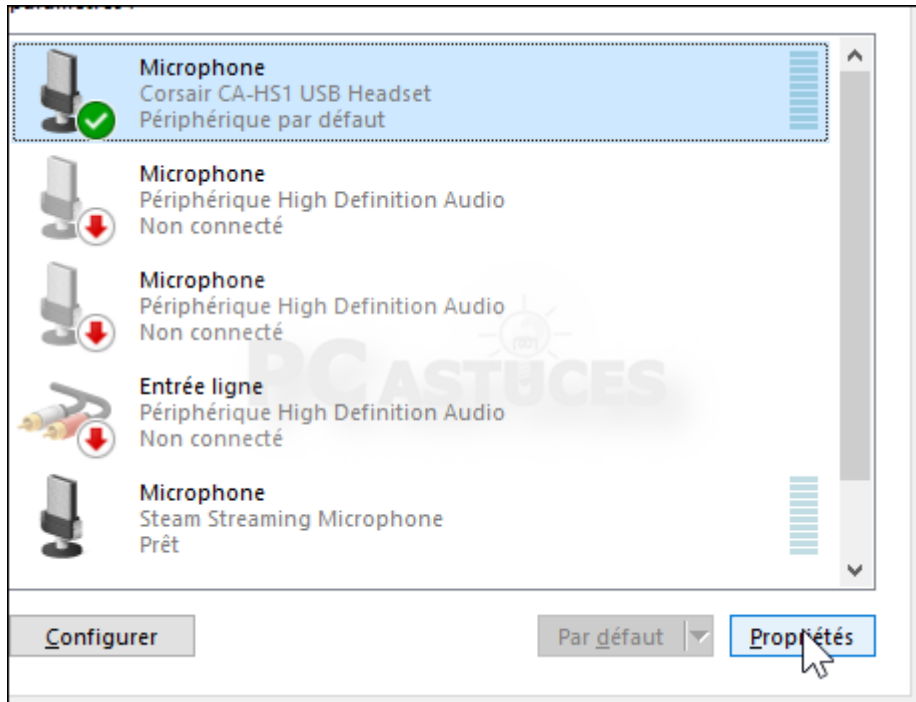 Microphone
Corsair CA-HS1 USB Headset
Périphérique par défaut
Microphone
Périphérique High Definition Audio
Non connecté
Microphone
Périphérique High Definition Audio
Non connecté
PC ASTUCES
Entrée ligne
Périphérique High Definition Audio
Non connecté
Microphone
Steam Streaming Microphone
Prêt
Configurer
Par défaut
Propriétés